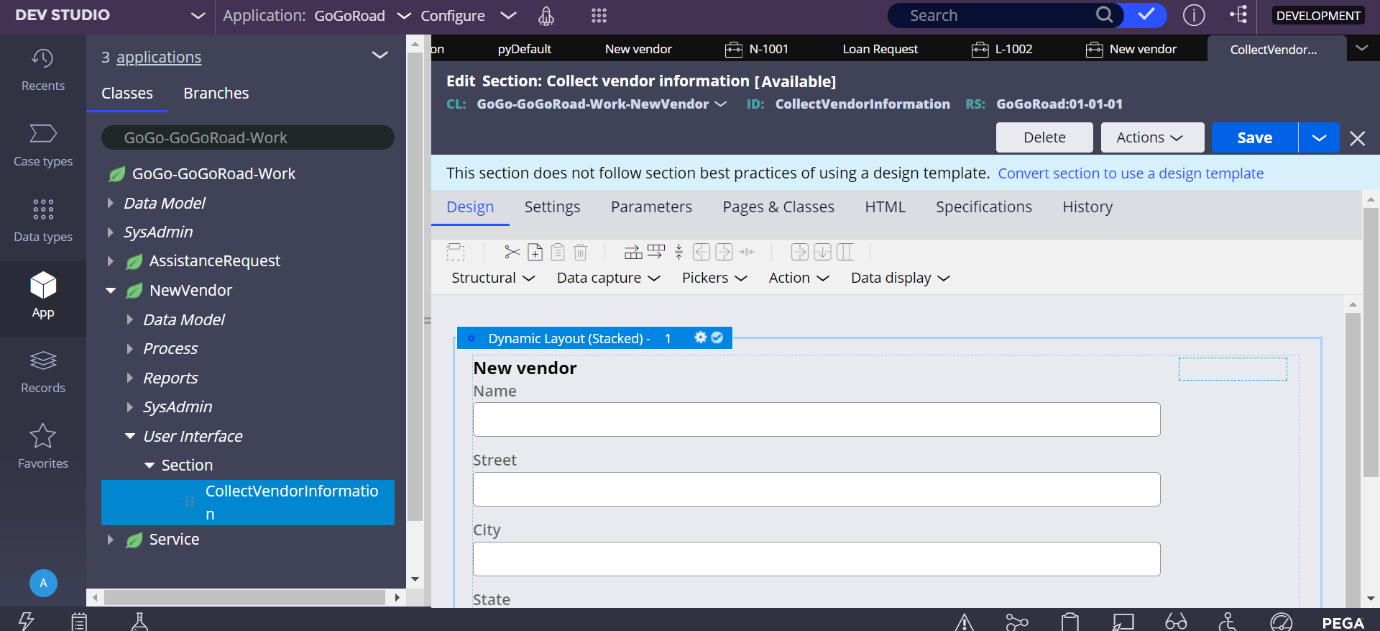 DEV STUDIO
Application: GoGoRoad
Configure
Search
DEVELOPMENT
Recents
Case types
Data types
App
Records
Favorites
A
3 applications
Classes
Branches
GoGo-GoGoRoad-Work
GoGo-GoGoRoad-Work
Data Model
SysAdmin
AssistanceRequest
NewVendor
Data Model
Process
Reports
SysAdmin
User Interface
Section
CollectVendorInformatio
n
Service
on
pyDefault
New vendor
N-1001
Loan Request
L-1002
New vendor
CollectVendor...
Edit Section: Collect vendor information [Available]
CL: GoGo-GoGoRoad-Work-NewVendor ID: CollectVendorInformation RS: GoGoRoad:01-01-01
Delete
Actions
Save
This section does not follow section best practices of using a design template. Convert section to use a design template
Design
Settings
Parameters
Pages & Classes
HTML
Specifications
History
Structural
Data capture
Pickers
Action
Data display
Dynamic Layout (Stacked) - 1
New vendor
Name
Street
City
State
PEGA